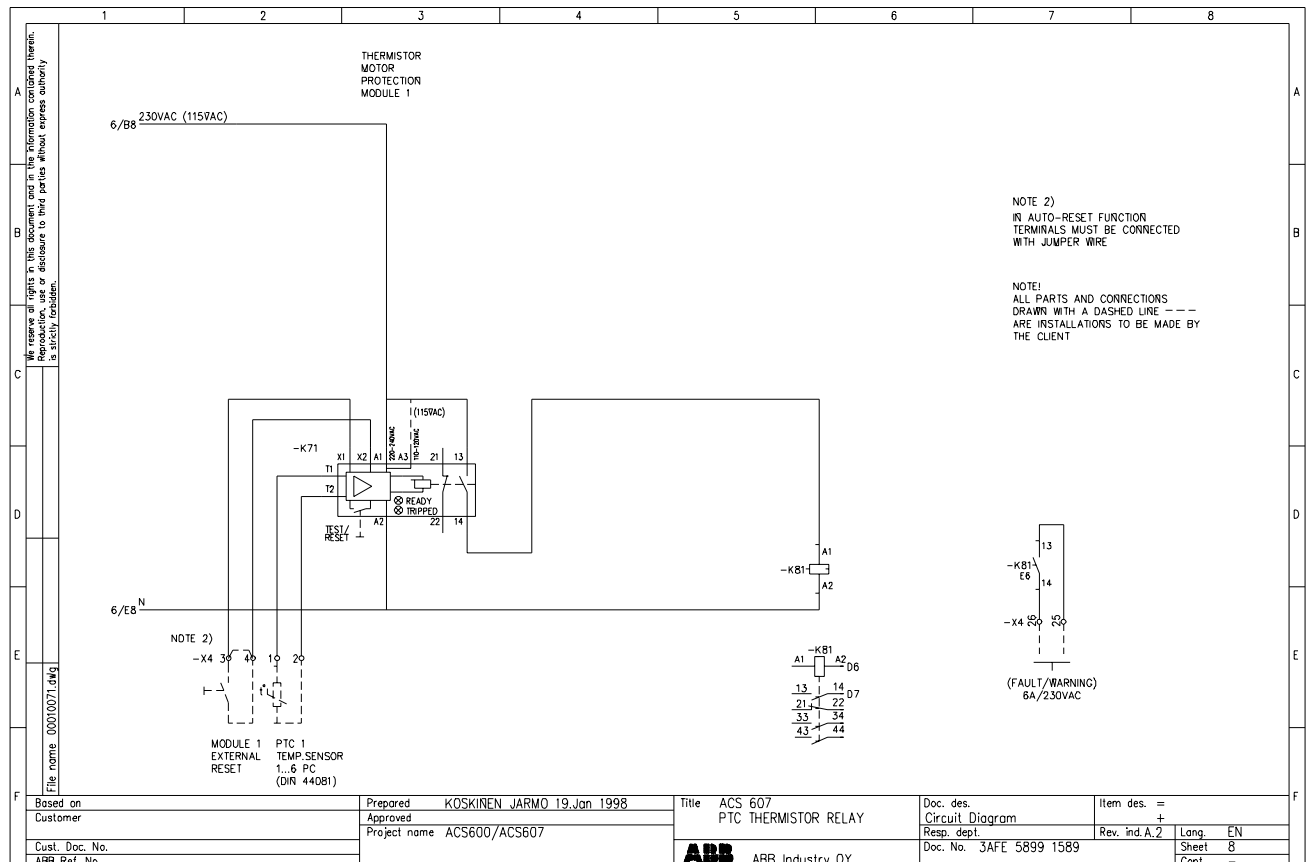 1 2 3 4 5 6 7 8
A
B
C
D
E
F
A
B
C
D
E
F
We reserve all rights in this document and in the information contained therein.
Reproduction, use or disclosure to third parties without express authority
is strictly forbidden.
File name 00010071.dwg
THERMISTOR
MOTOR
PROTECTION
MODULE 1
6/B8 230VAC (115VAC)
NOTE 2)
IN AUTO-RESET FUNCTION
TERMINALS MUST BE CONNECTED
WITH JUMPER WIRE
NOTE!
ALL PARTS AND CONNECTIONS
DRAWN WITH A DASHED LINE ---
ARE INSTALLATIONS TO BE MADE BY
THE CLIENT
(115VAC)
220-240VAC
110-120VAC
-K71
X1 X2 A1 A3 21 13
T1
T2
READY
TRIPPED
A2 22 14
TEST/
RESET
A1
-K81
A2
13
-K81
E6
14
-X4 26 25
(FAULT/WARNING)
6A/230VAC
6/E8 N
NOTE 2)
-X4 3 4 1 2
t°
MODULE 1
EXTERNAL
RESET
PTC 1
TEMP.SENSOR
1...6 PC
(DIN 44081)
-K81
A1 A2 D6
13 14 D7
21 22
33 34
43 44
Based on
Customer
Cust. Doc. No.
ABB Ref. No.
Prepared KOSKINEN JARMO 19.Jan 1998
Approved
Project name ACS600/ACS607
Title ACS 607
PTC THERMISTOR RELAY
ABB ABB Industry OY
Doc. des.
Circuit Diagram
Resp. dept.
Doc. No. 3AFE 5899 1589
Item des. =
+
Rev. ind. A.2 Lang. EN
Sheet 8
Cont. -